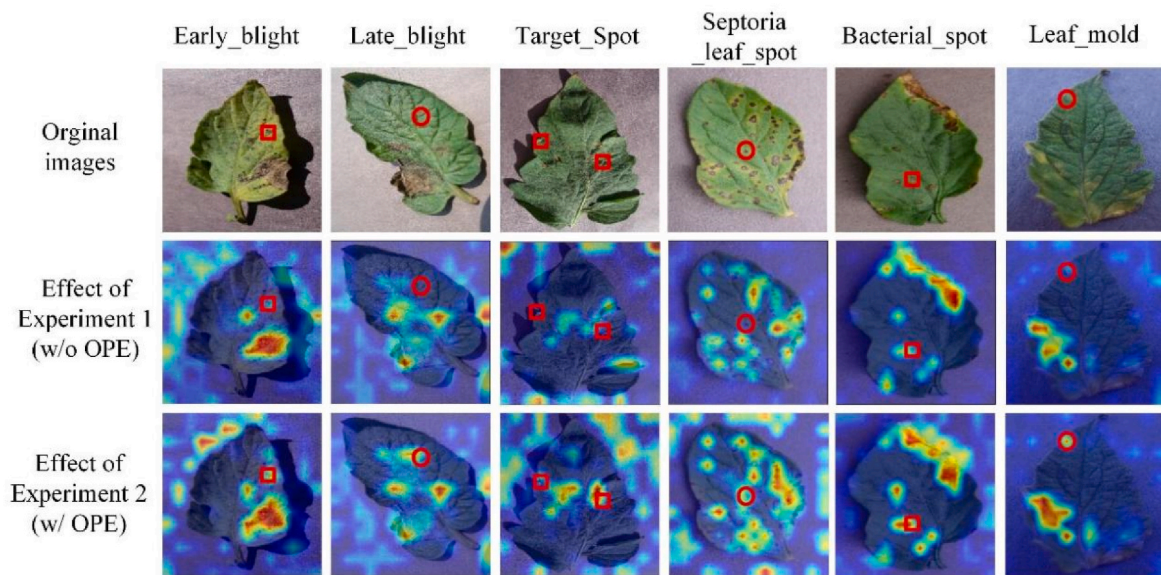 Early_blight
Late_blight
Target_Spot
Septoria
_leaf_spot
Bacterial_spot
Leaf_mold
Orginal
images
Effect of
Experiment 1
(w/o OPE)
Effect of
Experiment 2
(w/ OPE)